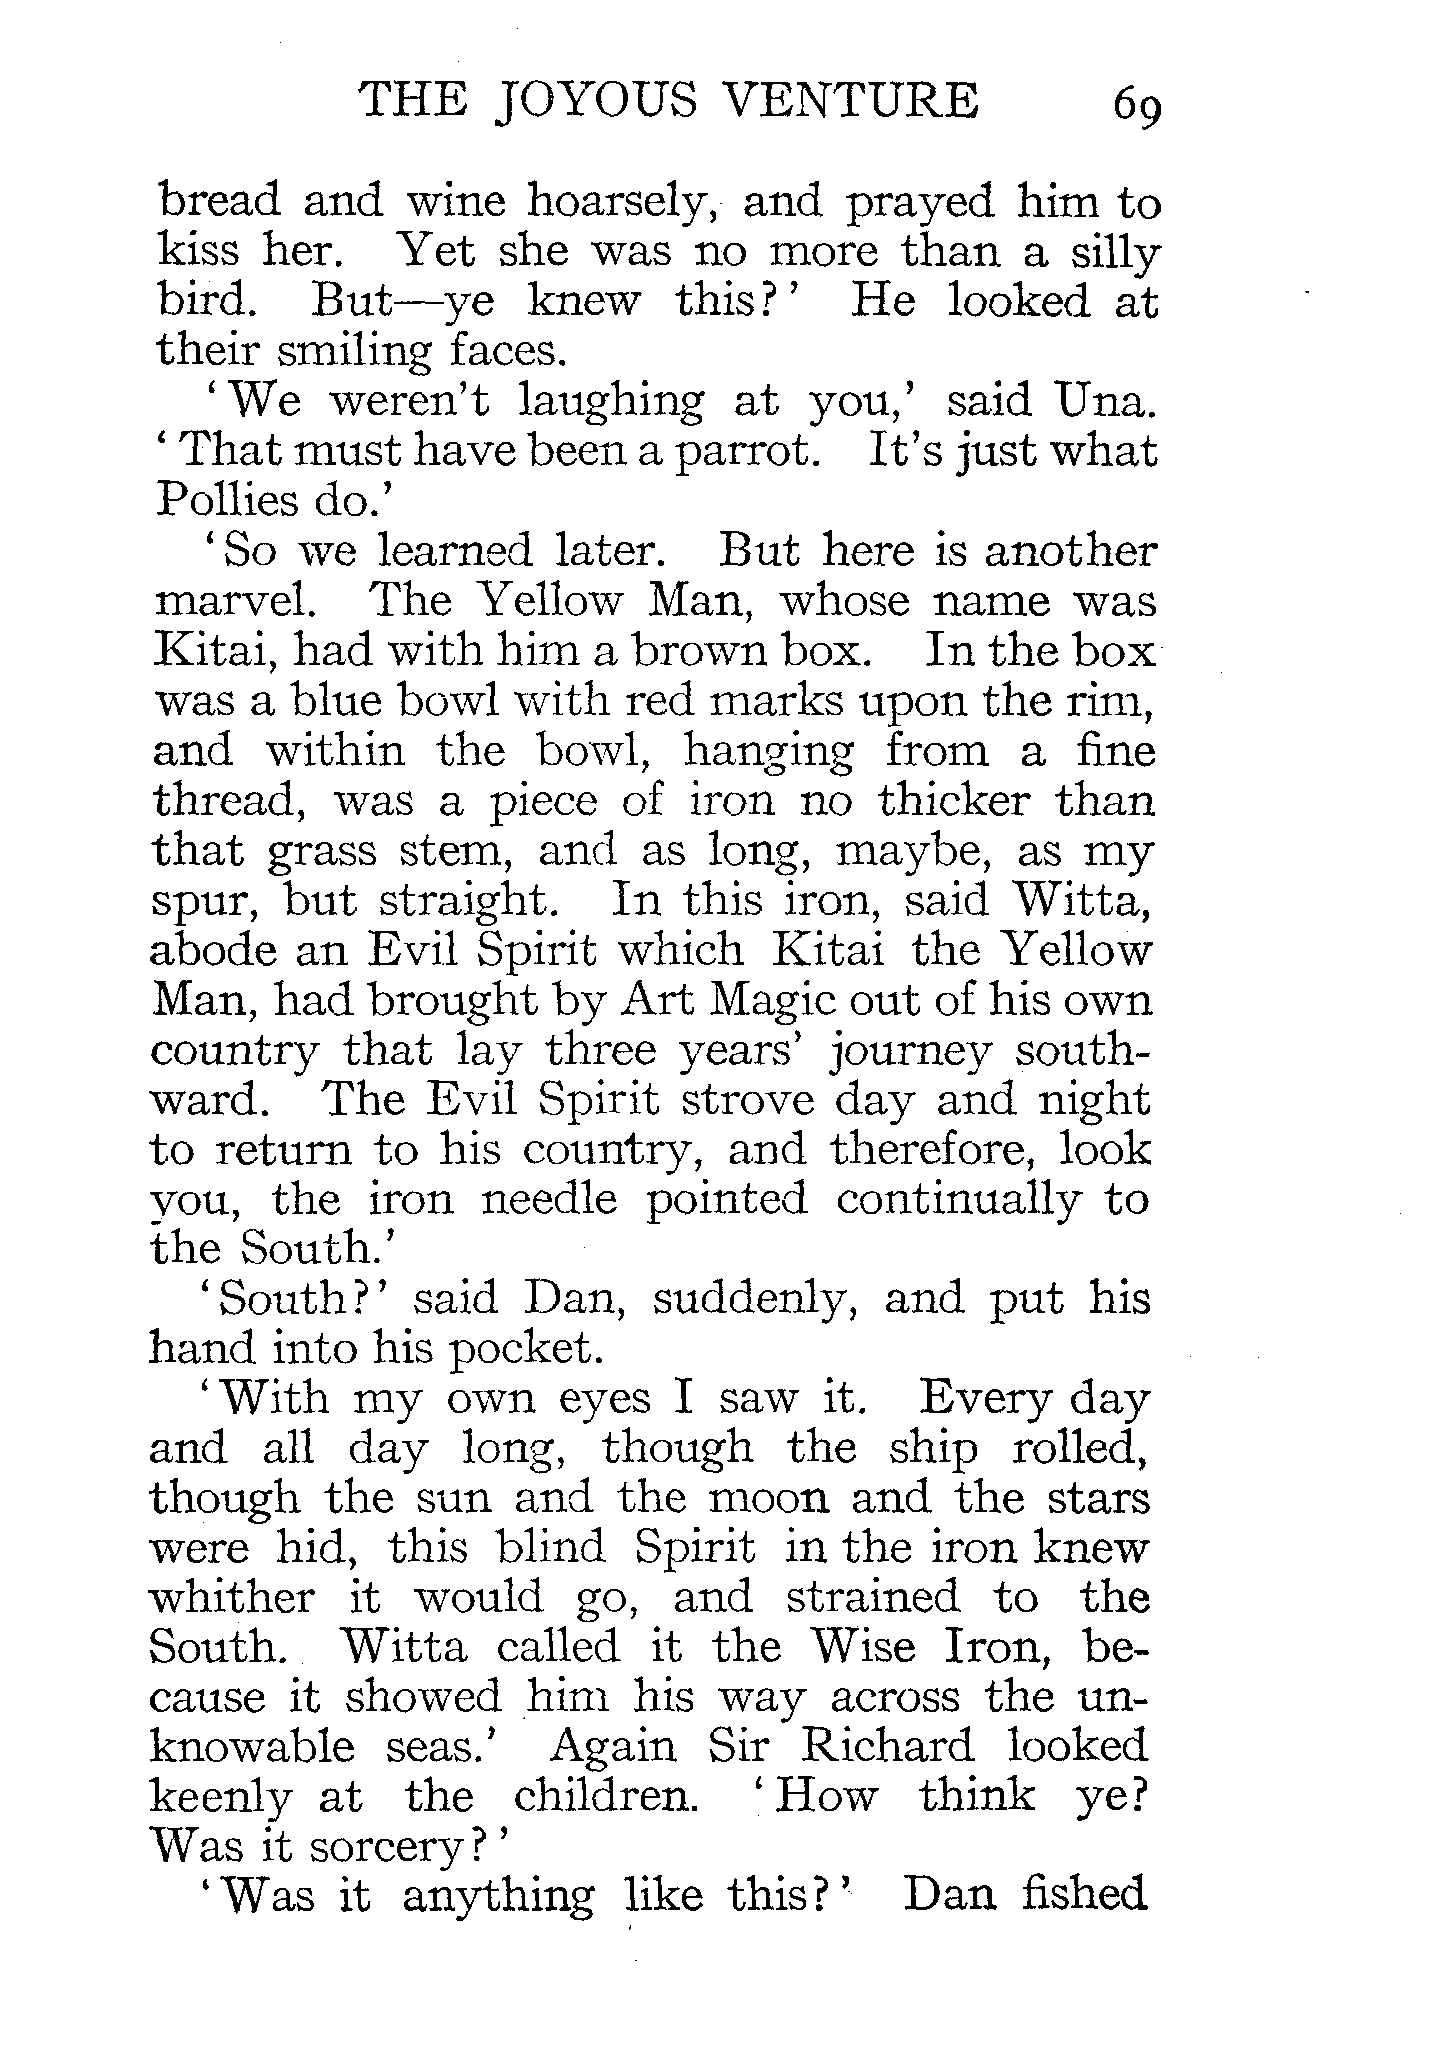 THE JOYOUS VENTURE 69
bread and wine hoarsely, and prayed him to
kiss her. Yet she was no more than a silly
bird. But—ye knew this?' He looked at
their smiling faces.
'We weren't laughing at you,' said Una.
'That must have been a parrot. It's just what
Pollies do.'
'So we learned later. But here is another
marvel. The Yellow Man, whose name was
Kitai, had with him a brown box. In the box
was a blue bowl with red marks upon the rim,
and within the bowl, hanging from a fine
thread, was a piece of iron no thicker than
that grass stem, and as long, maybe, as my
spur, but straight. In this iron, said Witta,
abode an Evil Spirit which Kitai the Yellow
Man, had brought by Art Magic out of his own
country that lay three years' journey south-
ward. The Evil Spirit strove day and night
to return to his country, and therefore, look
you, the iron needle pointed continually to
the South.'
'South?' said Dan, suddenly, and put his
hand into his pocket.
'With my own eyes I saw it. Every day
and all day long, though the ship rolled,
though the sun and the moon and the stars
were hid, this blind Spirit in the iron knew
whither it would go, and strained to the
South. Witta called it the Wise Iron, be-
cause it showed him his way across the un-
knowable seas.' Again Sir Richard looked
keenly at the children. 'How think ye?
Was it sorcery?'
'Was it anything like this?' Dan fished